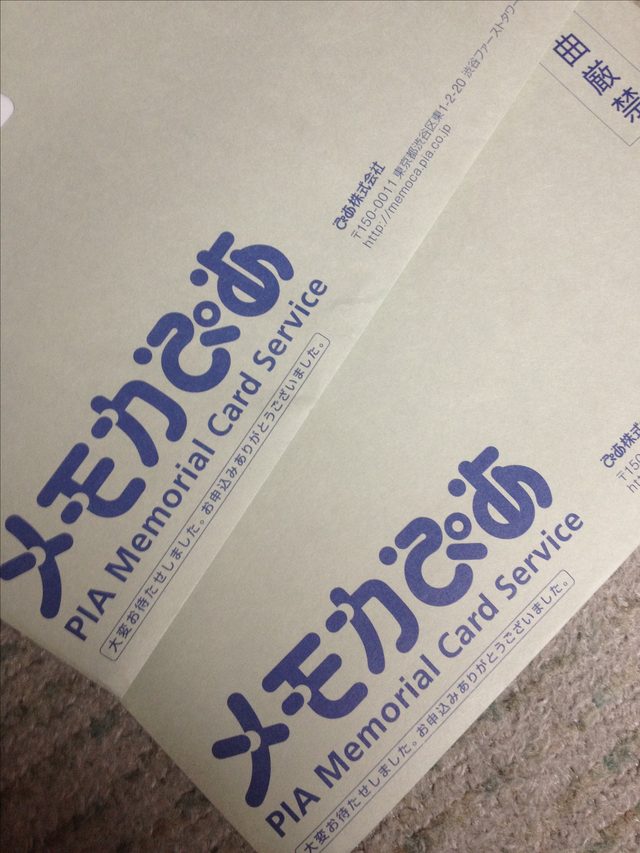 ぴあ株式会社
〒150-0011 東京都渋谷区東1-2-20 渋谷ファーストタワー
http://memoca.pia.co.jp
メモカぴあ
PIA Memorial Card Service
大変お待たせしました。お申込みありがとうございました。
曲厳禁
ぴあ株式
〒150
メモカぴあ
PIA Memorial Card Service
大変お待たせしました。お申込みありがとうございました。